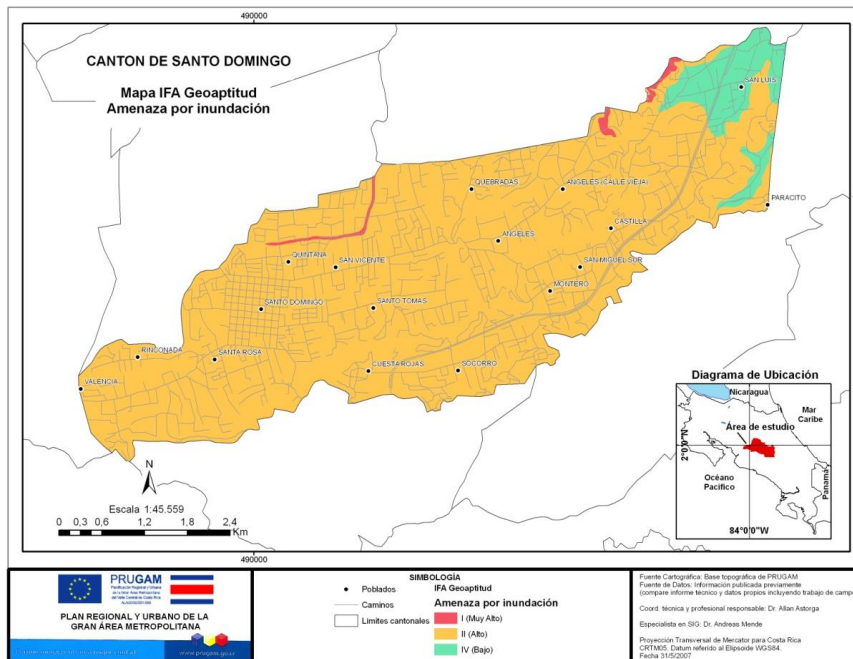 490000
CANTON DE SANTO DOMINGO
Mapa IFA Geoaptitud
Amenaza por inundación
SAN LUIS
PARACITO
QUEBRADAS
ANGELES (CALLE VIEJA)
CASTILLA
ANGELES
QUINTANA
SAN VICENTE
SAN MIGUEL SUR
MONTERO
SANTO DOMINGO
SANTO TOMAS
RINCONADA
SANTA ROSA
CUESTA ROJAS
SOCORRO
VALENCIA
N
Escala 1:45.559
0 0,3 0,6 1,2 1,8 2,4
Km
Diagrama de Ubicación
Nicaragua
Mar
Caribe
Área de estudio
2°0'0"N
Océano
Pacífico
Panamá
84°0'0"W
490000
PRUGAM
PLAN REGIONAL Y URBANO DE LA
GRAN ÁREA METROPOLITANA
www.prugam.go.cr
SIMBOLOGÍA
Poblados
Caminos
Limites cantonales
IFA Geoaptitud
Amenaza por inundación
I (Muy Alto)
II (Alto)
IV (Bajo)
Fuente Cartográfica: Base topográfica de PRUGAM
Fuente de Datos: Información publicada previamente
(compare informe técnico y datos propios incluyendo trabajo de campo
Coord. técnica y profesional responsable: Dr. Allan Astorga
Especialista en SIG: Dr. Andreas Mende
Proyección Transversal de Mercator para Costa Rica
CRTM05. Datum referido al Elipsoide WGS84.
Fecha 31/5/2007